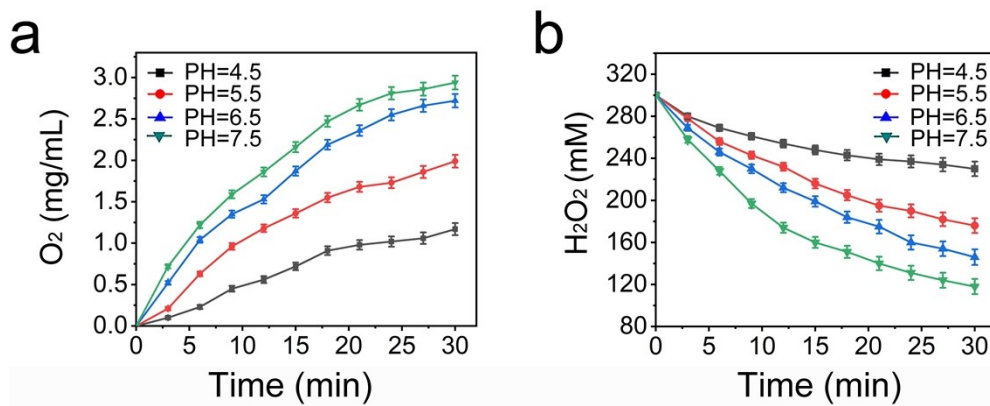 a
O₂ (mg/mL)
3.0
2.5
2.0
1.5
1.0
0.5
0.0
PH=4.5
PH=5.5
PH=6.5
PH=7.5
0 5 10 15 20 25 30
Time (min)
b
H₂O₂ (mM)
320
280
240
200
160
120
80
PH=4.5
PH=5.5
PH=6.5
PH=7.5
0 5 10 15 20 25 30
Time (min)